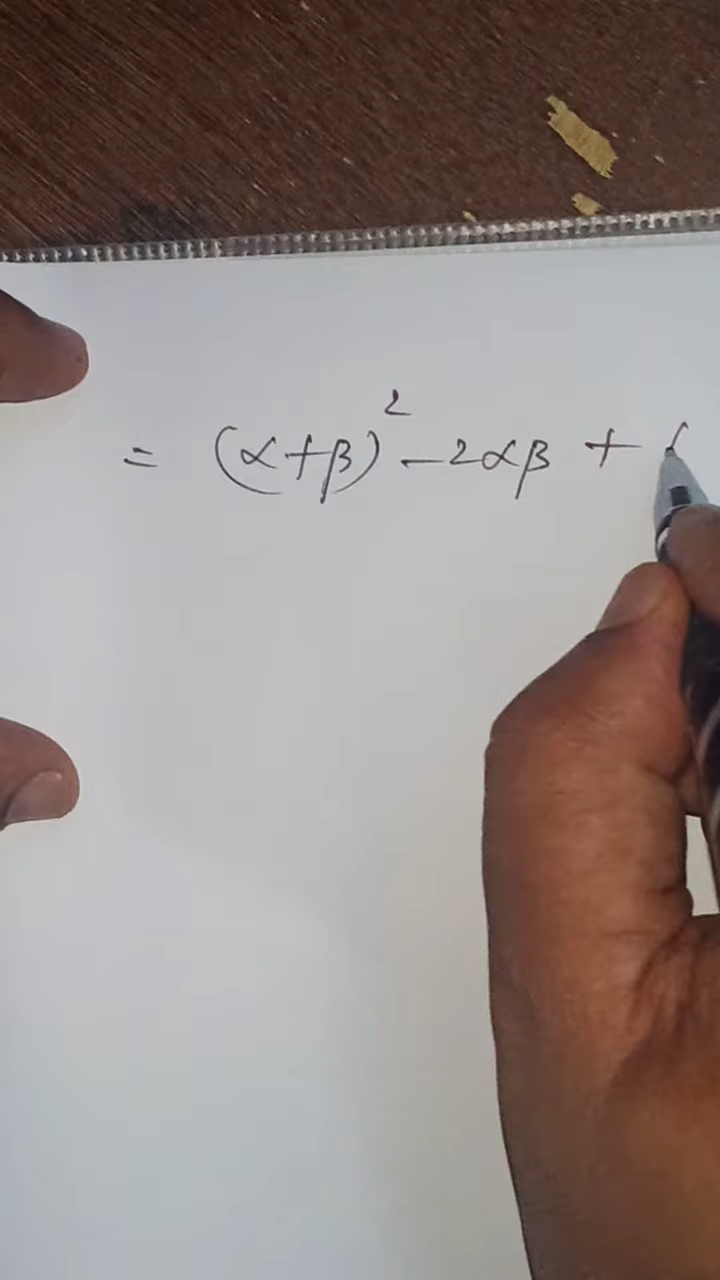 = (α+β)² -2αβ +